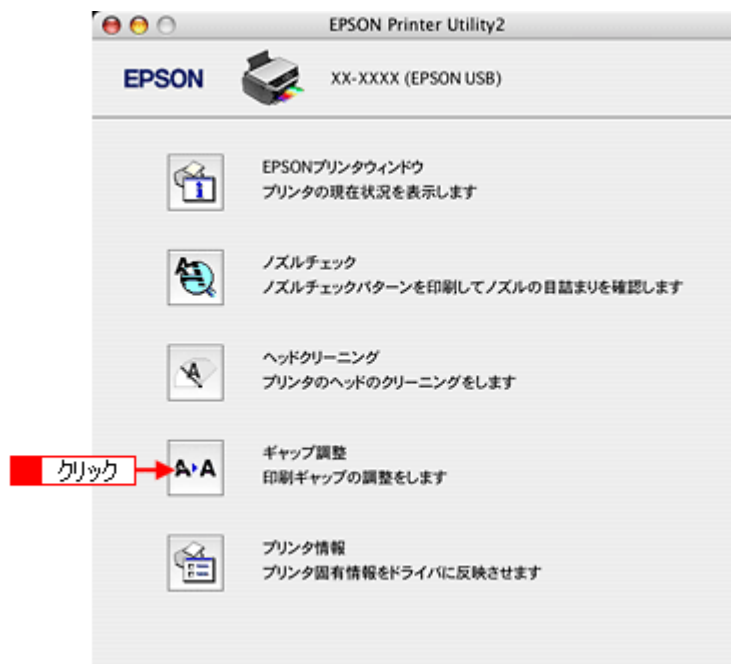 EPSON Printer Utility2
EPSON
XX-XXXX (EPSON USB)
EPSONプリンタウィンドウ
プリンタの現在状況を表示します
ノズルチェック
ノズルチェックパターンを印刷してノズルの目詰まりを確認します
ヘッドクリーニング
プリンタのヘッドのクリーニングをします
クリック
A▸A
ギャップ調整
印刷ギャップの調整をします
プリンタ情報
プリンタ固有情報をドライバに反映させます